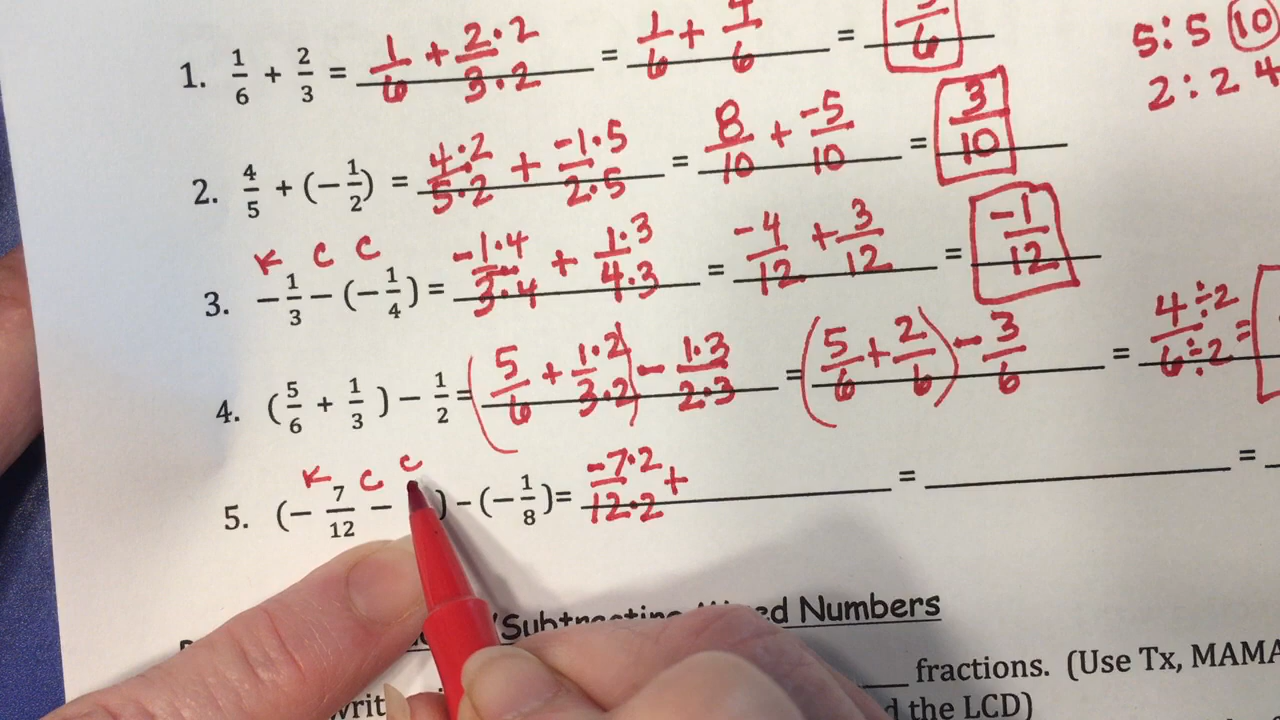 1. 1/6 + 2/3 = 1/6 + 2·2/3·2 = 1/6 + 4/6 = 5/6
5:5 10
2:2 4
2. 4/5 + (−1/2) = 4·2/5·2 + −1·5/2·5 = 8/10 + −5/10 = 3/10
K C C
3. −1/3 − (−1/4) = −1·4/3·4 + 1·3/4·3 = −4/12 + 3/12 = −1/12
4. (5/6 + 1/3) − 1/2 = (5/6 + 1·2/3·2) − 1·3/2·3 = (5/6 + 2/6) − 3/6 = 4÷2/6÷2 =
K C C
5. (−7/12 − ) − (−1/8) = −7·2/12·2 + = =
Numbers
fractions. (Use Tx, MAMA
the LCD)